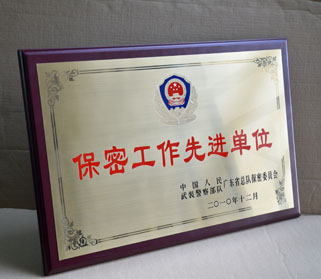 保密工作先进单位
中国人民
武装警察部队广东省总队保密委员会
二〇一〇年十二月